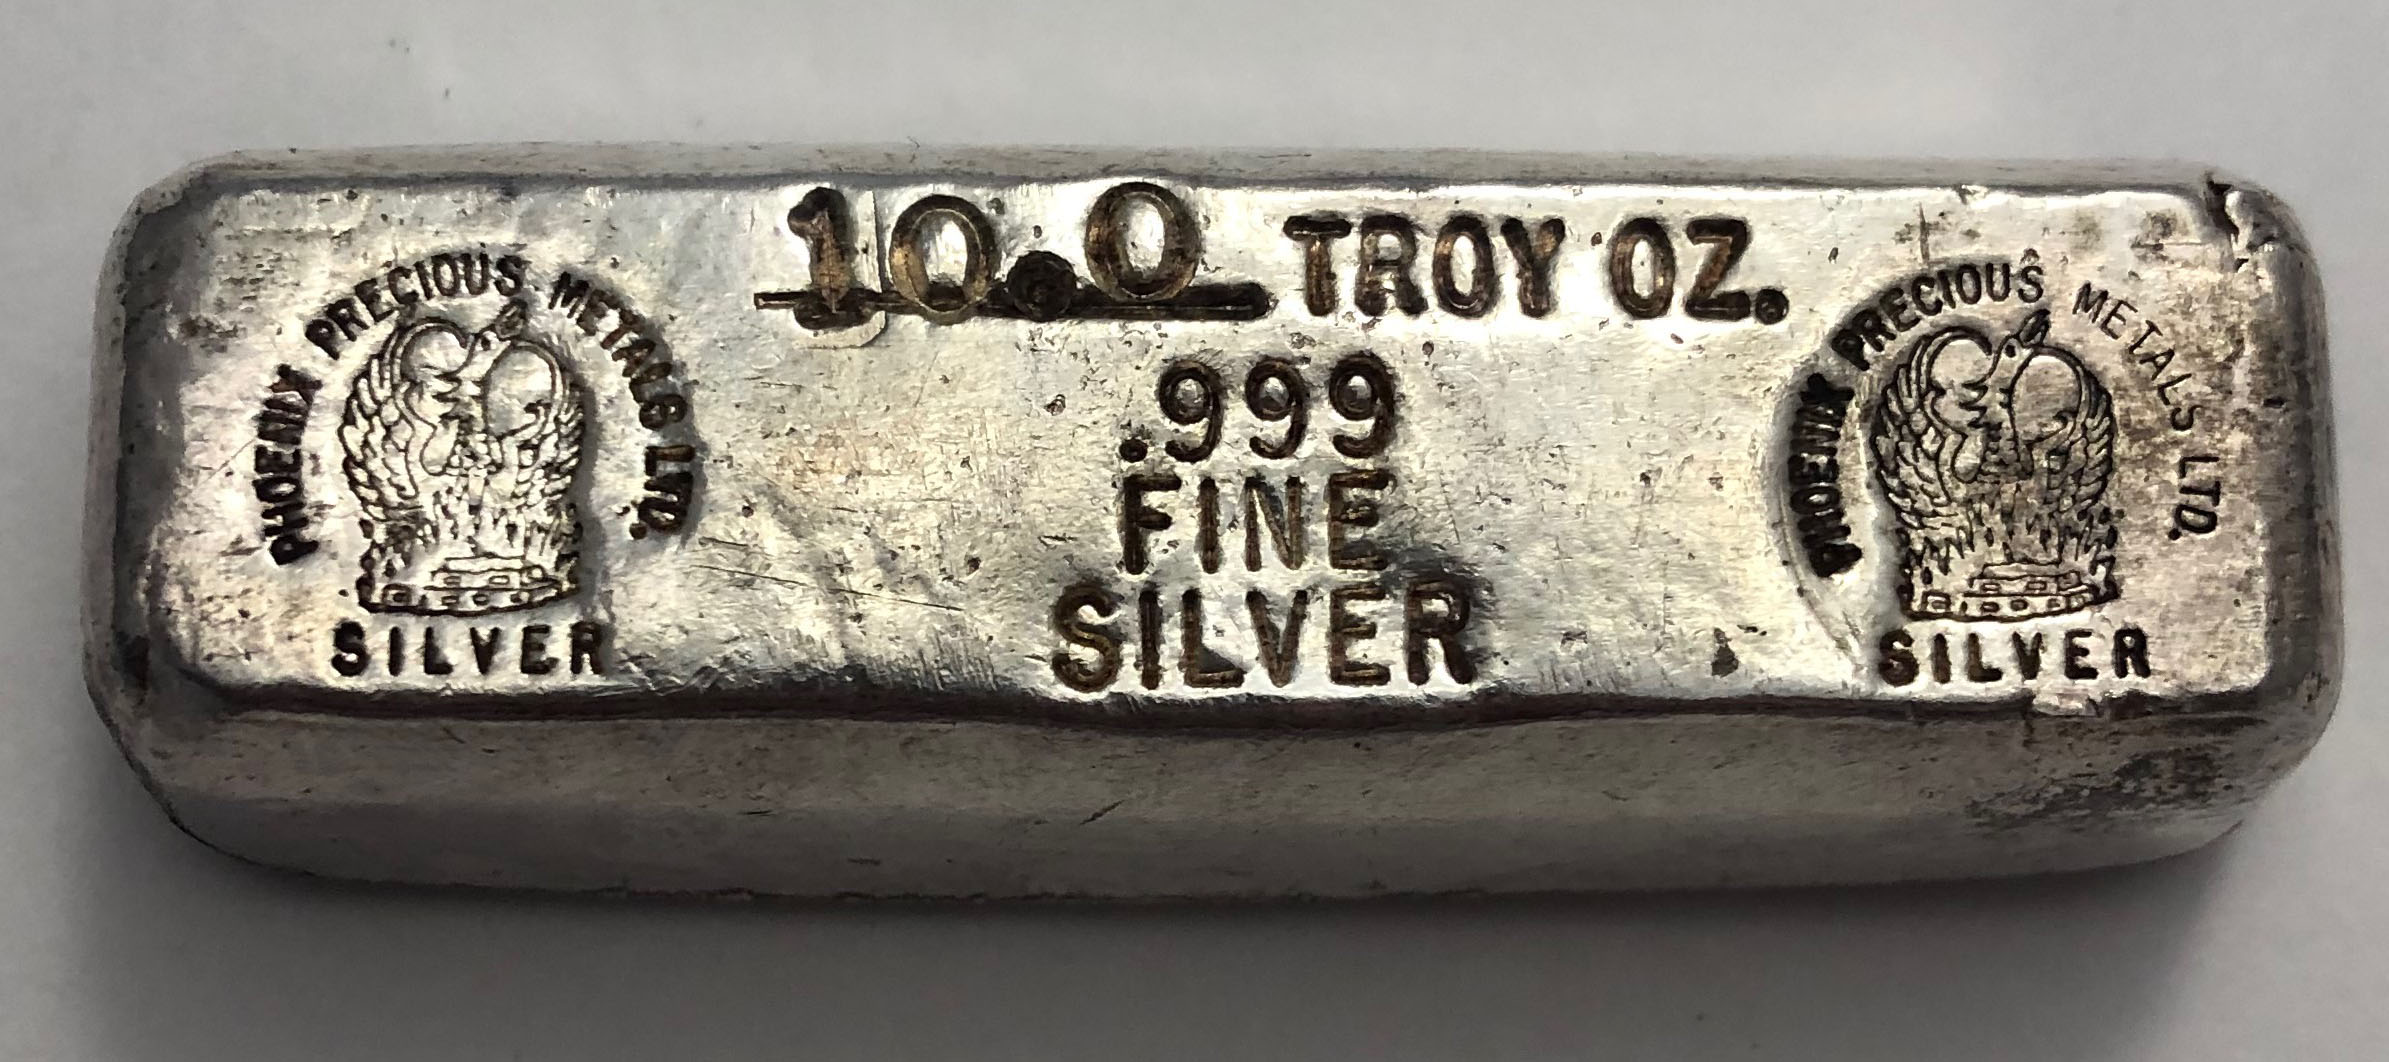 10.0 TROY OZ.
.999
FINE
SILVER
PHOENIX PRECIOUS METALS LTD.
SILVER
PHOENIX PRECIOUS METALS LTD.
SILVER